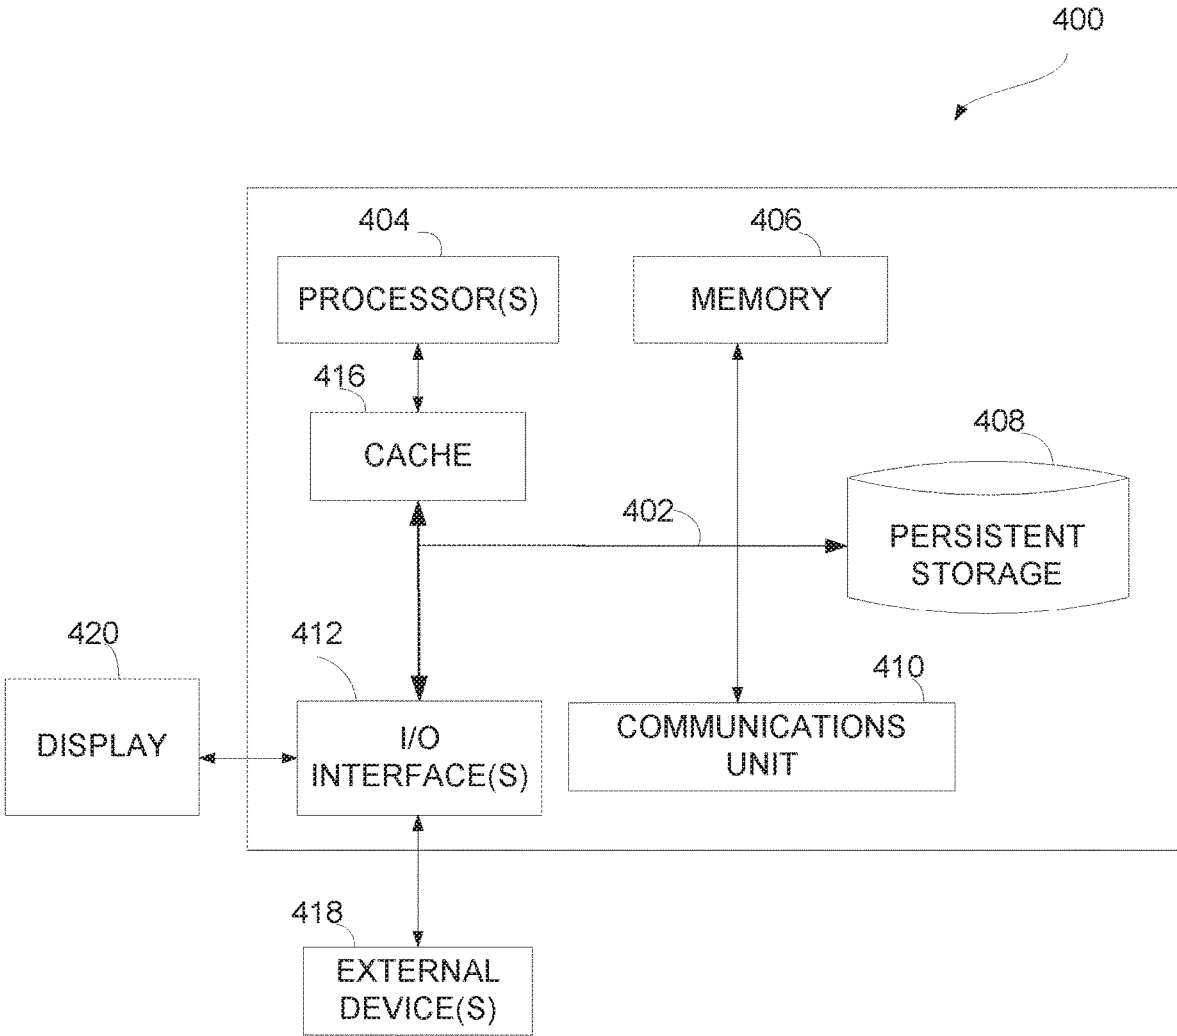 400
404
406
PROCESSOR(S)
MEMORY
416
CACHE
408
402
PERSISTENT
STORAGE
420
412
410
DISPLAY
I/O
INTERFACE(S)
COMMUNICATIONS
UNIT
418
EXTERNAL
DEVICE(S)